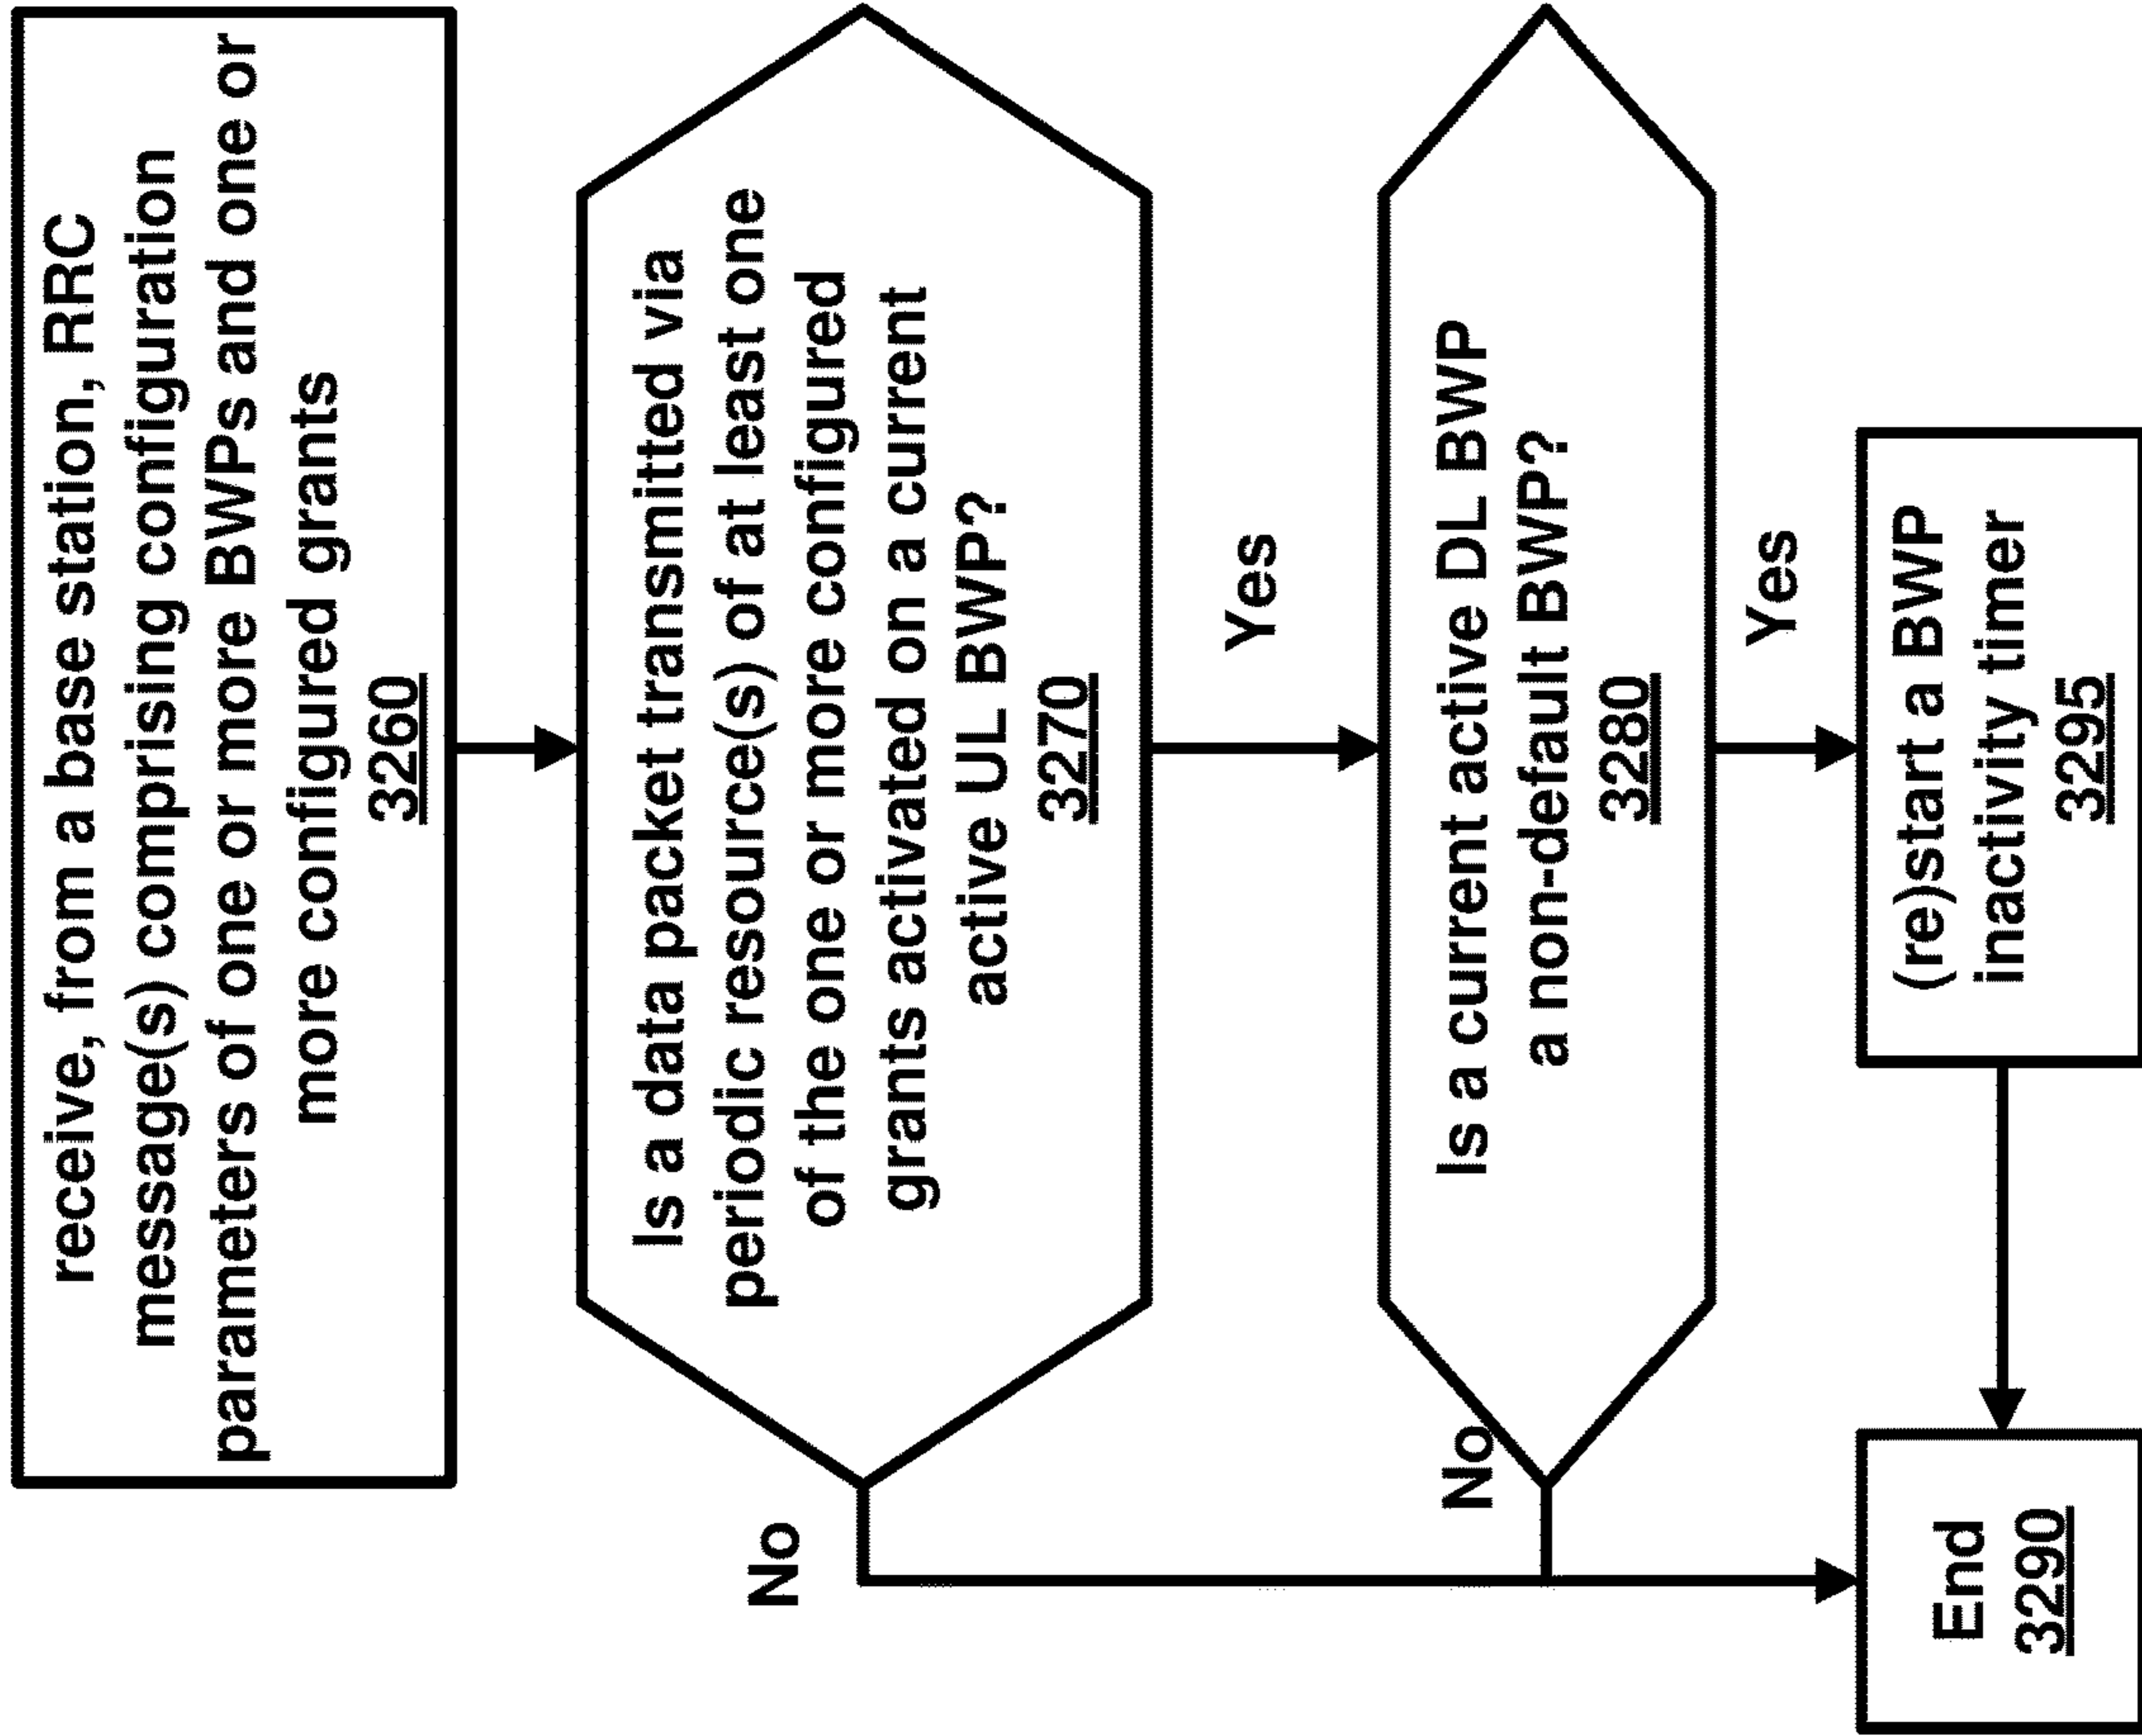 receive, from a base station, RRC
message(s) comprising configuration
parameters of one or more BWPs and one or
more configured grants
3260
Is a data packet transmitted via
periodic resource(s) of at least one
of the one or more configured
grants activated on a current
active UL BWP?
3270
No
Yes
Is a current active DL BWP
a non-default BWP?
3280
No
Yes
(re)start a BWP
inactivity timer
3295
End
3290